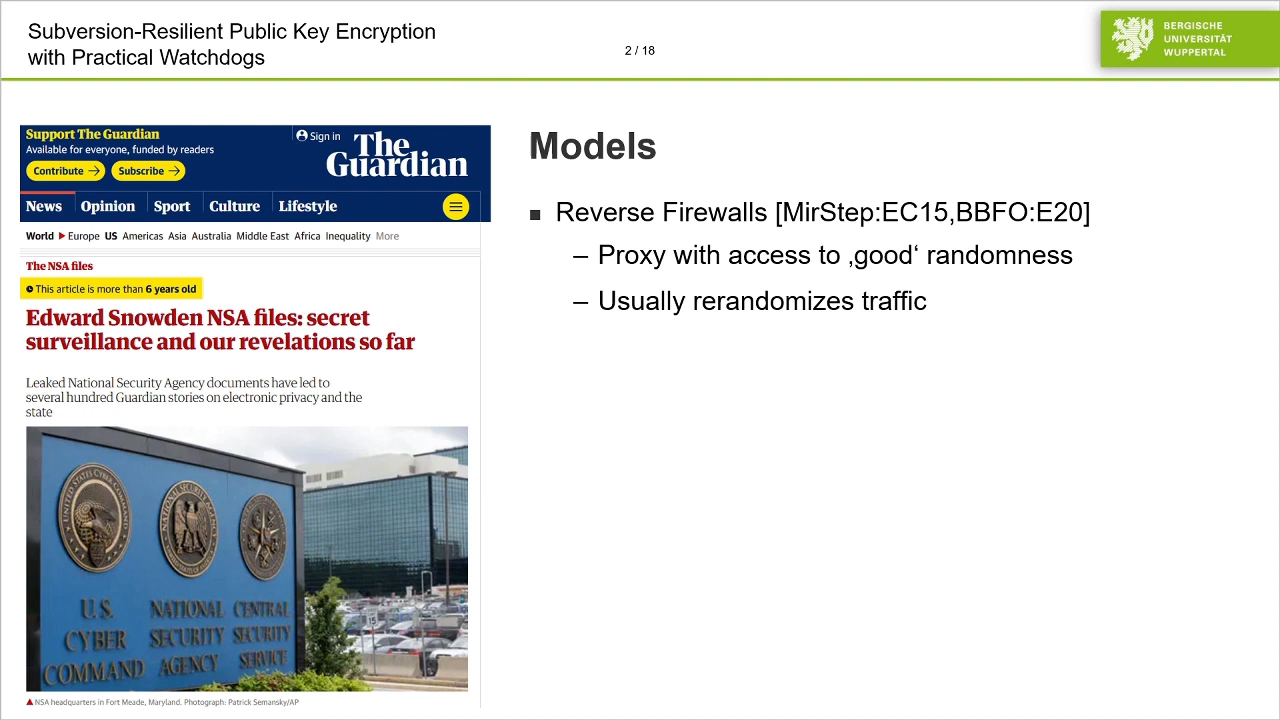 Subversion-Resilient Public Key Encryption
with Practical Watchdogs
2 / 18
BERGISCHE
UNIVERSITÄT
WUPPERTAL
Support The Guardian
Available for everyone, funded by readers
Contribute →
Subscribe →
Sign in
The
Guardian
News Opinion Sport Culture Lifestyle
World ▶ Europe US Americas Asia Australia Middle East Africa Inequality More
The NSA files
This article is more than 6 years old
Edward Snowden NSA files: secret
surveillance and our revelations so far
Leaked National Security Agency documents have led to
several hundred Guardian stories on electronic privacy and the
state
U.S.
CYBER
COMMAND
NATIONAL
SECURITY
AGENCY
CENTRAL
SECURITY
SERVICE
▲ NSA headquarters in Fort Meade, Maryland. Photograph: Patrick Semansky/AP
Models
▪ Reverse Firewalls [MirStep:EC15,BBFO:E20]
– Proxy with access to ‚good‘ randomness
– Usually rerandomizes traffic